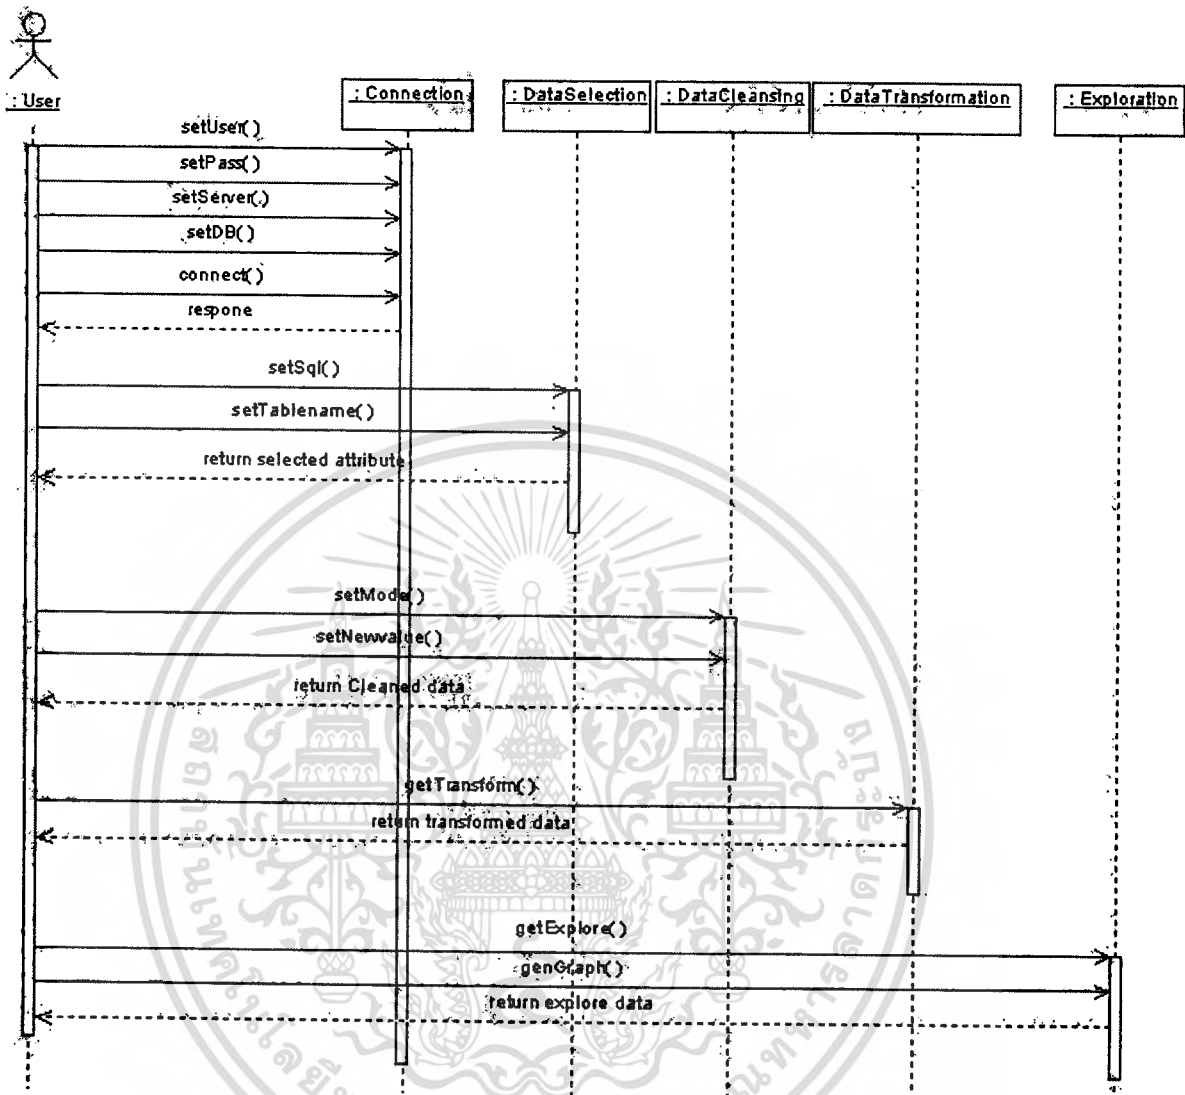 : User
: Connection
: DataSelection
: DataCleansing
: DataTransformation
: Exploration
setUser()
setPass()
setServer()
setDB()
connect()
respone
setSql()
setTablename()
return selected attribute
setMode()
setNewvalue()
return Cleaned data
getTransform()
return transformed data
getExplore()
genGraph()
return explore data